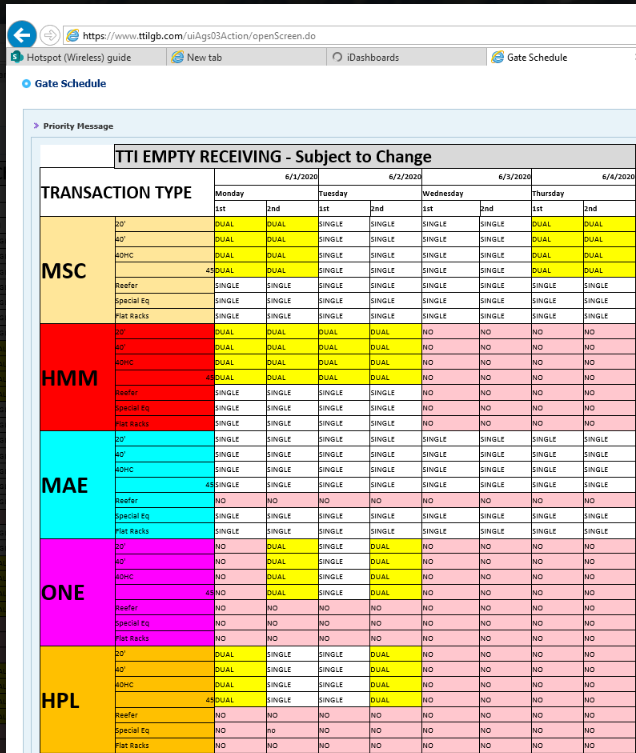 https://www.ttilgb.com/uiAgs03Action/openScreen.do
Hotspot (Wireless) guide New tab iDashboards Gate Schedule
Gate Schedule
Priority Message
TTI EMPTY RECEIVING - Subject to Change
TRANSACTION TYPE
6/1/2020 6/2/2020 6/3/2020 6/4/2020
Monday Tuesday Wednesday Thursday
1st 2nd 1st 2nd 1st 2nd 1st 2nd
MSC
20' DUAL DUAL SINGLE SINGLE SINGLE SINGLE DUAL DUAL
40' DUAL DUAL SINGLE SINGLE SINGLE SINGLE DUAL DUAL
40HC DUAL DUAL SINGLE SINGLE SINGLE SINGLE DUAL DUAL
45 DUAL DUAL SINGLE SINGLE SINGLE SINGLE DUAL DUAL
Reefer SINGLE SINGLE SINGLE SINGLE SINGLE SINGLE SINGLE SINGLE
Special Eq SINGLE SINGLE SINGLE SINGLE SINGLE SINGLE SINGLE SINGLE
Flat Racks SINGLE SINGLE SINGLE SINGLE SINGLE SINGLE SINGLE SINGLE
HMM
20' DUAL DUAL DUAL DUAL NO NO NO NO
40' DUAL DUAL DUAL DUAL NO NO NO NO
40HC DUAL DUAL DUAL DUAL NO NO NO NO
45 DUAL DUAL DUAL DUAL NO NO NO NO
Reefer SINGLE SINGLE SINGLE SINGLE NO NO NO NO
Special Eq SINGLE SINGLE SINGLE SINGLE NO NO NO NO
Flat Racks SINGLE SINGLE SINGLE SINGLE NO NO NO NO
MAE
20' SINGLE SINGLE SINGLE SINGLE SINGLE SINGLE SINGLE SINGLE
40' SINGLE SINGLE SINGLE SINGLE SINGLE SINGLE SINGLE SINGLE
40HC SINGLE SINGLE SINGLE SINGLE SINGLE SINGLE SINGLE SINGLE
45 SINGLE SINGLE SINGLE SINGLE SINGLE SINGLE SINGLE SINGLE
Reefer NO NO NO NO NO NO NO NO
Special Eq SINGLE SINGLE SINGLE SINGLE SINGLE SINGLE SINGLE SINGLE
Flat Racks SINGLE SINGLE SINGLE SINGLE SINGLE SINGLE SINGLE SINGLE
ONE
20' NO DUAL SINGLE DUAL NO NO NO NO
40' NO DUAL SINGLE DUAL NO NO NO NO
40HC NO DUAL SINGLE DUAL NO NO NO NO
45 NO DUAL SINGLE DUAL NO NO NO NO
Reefer NO NO NO NO NO NO NO NO
Special Eq NO NO NO NO NO NO NO NO
Flat Racks NO NO NO NO NO NO NO NO
HPL
20' DUAL SINGLE SINGLE DUAL NO NO NO NO
40' DUAL SINGLE SINGLE DUAL NO NO NO NO
40HC DUAL SINGLE SINGLE DUAL NO NO NO NO
45 DUAL SINGLE SINGLE DUAL NO NO NO NO
Reefer NO NO NO NO NO NO NO NO
Special Eq NO no NO NO NO NO NO NO
Flat Racks NO NO NO NO NO NO NO NO